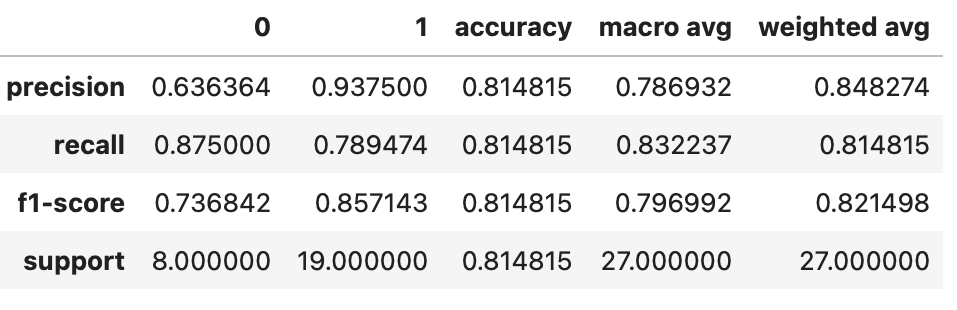 0 1 accuracy macro avg weighted avg
precision 0.636364 0.937500 0.814815 0.786932 0.848274
recall 0.875000 0.789474 0.814815 0.832237 0.814815
f1-score 0.736842 0.857143 0.814815 0.796992 0.821498
support 8.000000 19.000000 0.814815 27.000000 27.000000